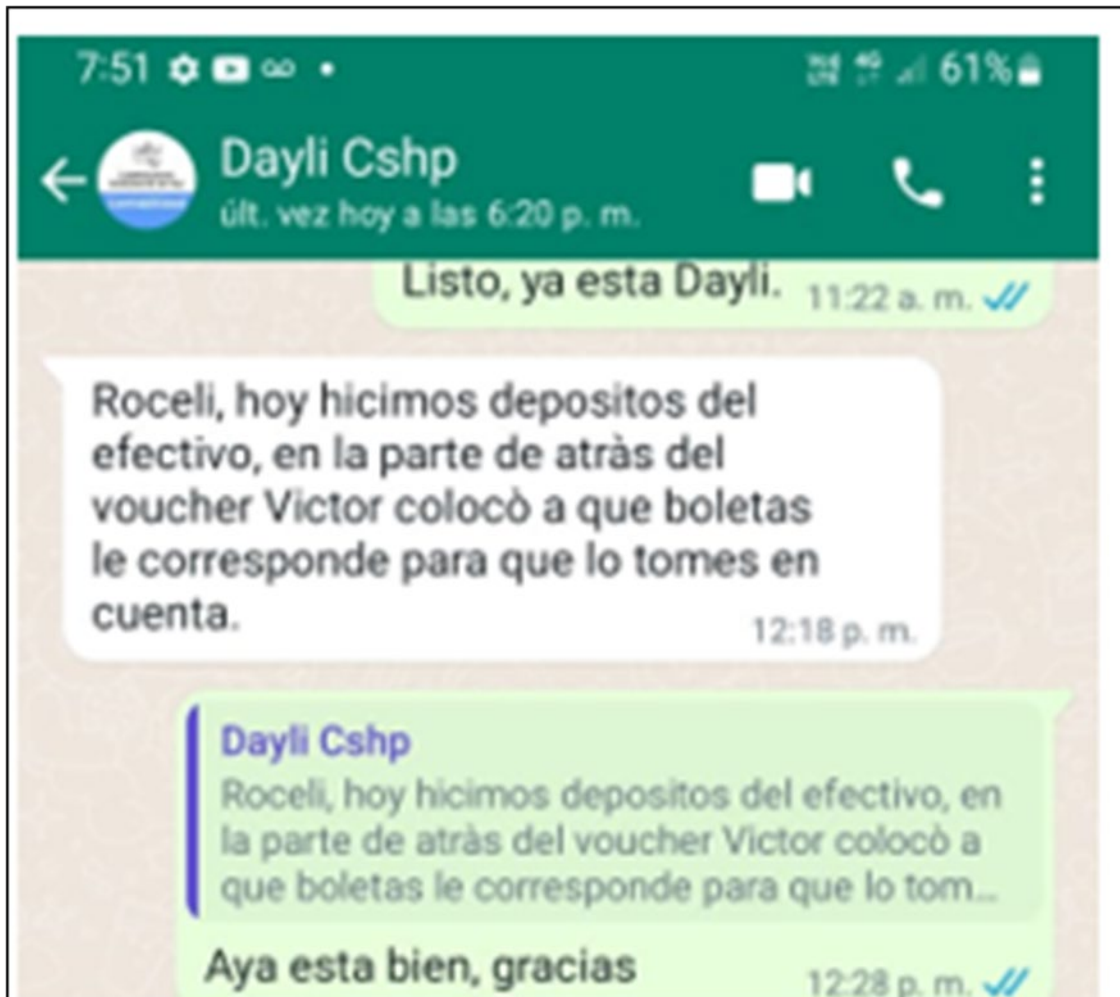 7:51 61%
Dayli Cshp
últ. vez hoy a las 6:20 p. m.
Listo, ya esta Dayli. 11:22 a. m.
Roceli, hoy hicimos depositos del
efectivo, en la parte de atràs del
voucher Victor colocò a que boletas
le corresponde para que lo tomes en
cuenta.
12:18 p. m.
Dayli Cshp
Roceli, hoy hicimos depositos del efectivo, en
la parte de atràs del voucher Victor colocò a
que boletas le corresponde para que lo tom...
Aya esta bien, gracias 12:28 p. m.